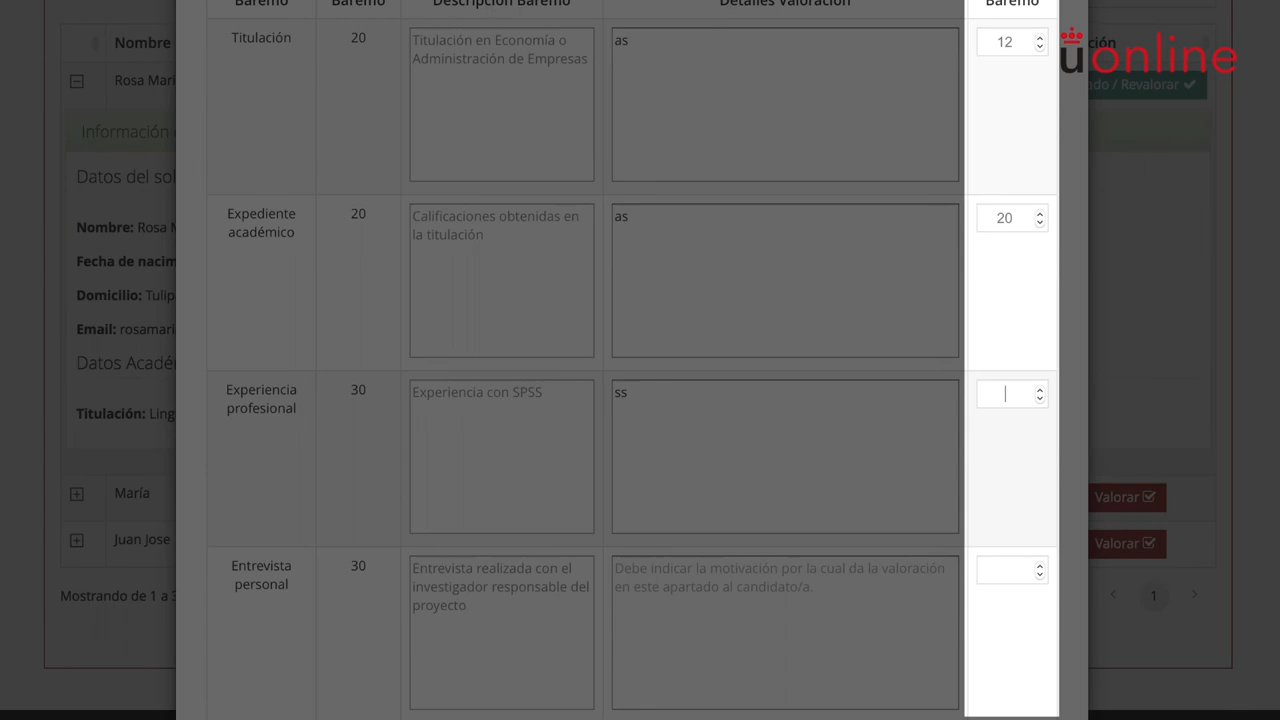 Baremo Baremo Descripción Baremo Detalles Valoración Baremo
Nombre
ción
uonline
Titulación 20 Titulación en Economía o
Administración de Empresas
as
12
Rosa Mari
ado / Revalorar
Información
Datos del sol
Nombre: Rosa M
Fecha de nacim
Domicilio: Tulip
Email: rosamari
Datos Académ
Titulación: Ling
Expediente
académico
20
Calificaciones obtenidas en
la titulación
as
20
Experiencia
profesional
30
Experiencia con SPSS
ss
María
Valorar
Juan Jose
Valorar
Entrevista
personal
30
Entrevista realizada con el
investigador responsable del
proyecto
Debe indicar la motivación por la cual da la valoración
en este apartado al candidato/a.
Mostrando de 1 a 3
1